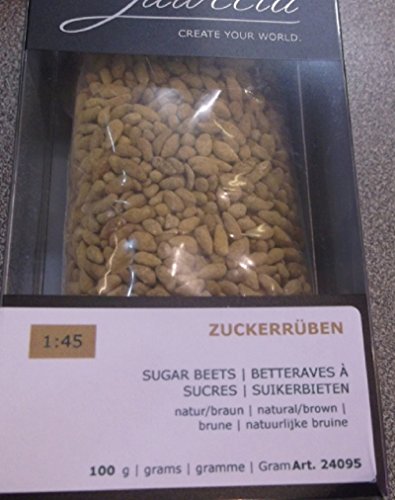 CREATE YOUR WORLD.
1:45
ZUCKERRÜBEN
SUGAR BEETS | BETTERAVES À
SUCRES | SUIKERBIETEN
natur/braun | natural/brown |
brune | natuurlijke bruine
100 g | grams | gramme | Gram Art. 24095